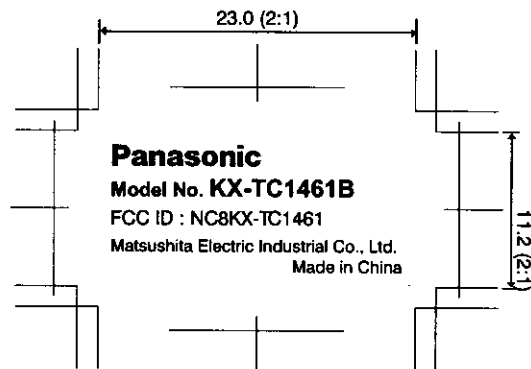 23.0 (2:1)
Panasonic
Model No. KX-TC1461B
FCC ID : NC8KX-TC1461
Matsushita Electric Industrial Co., Ltd.
Made in China
11.2 (2:1)